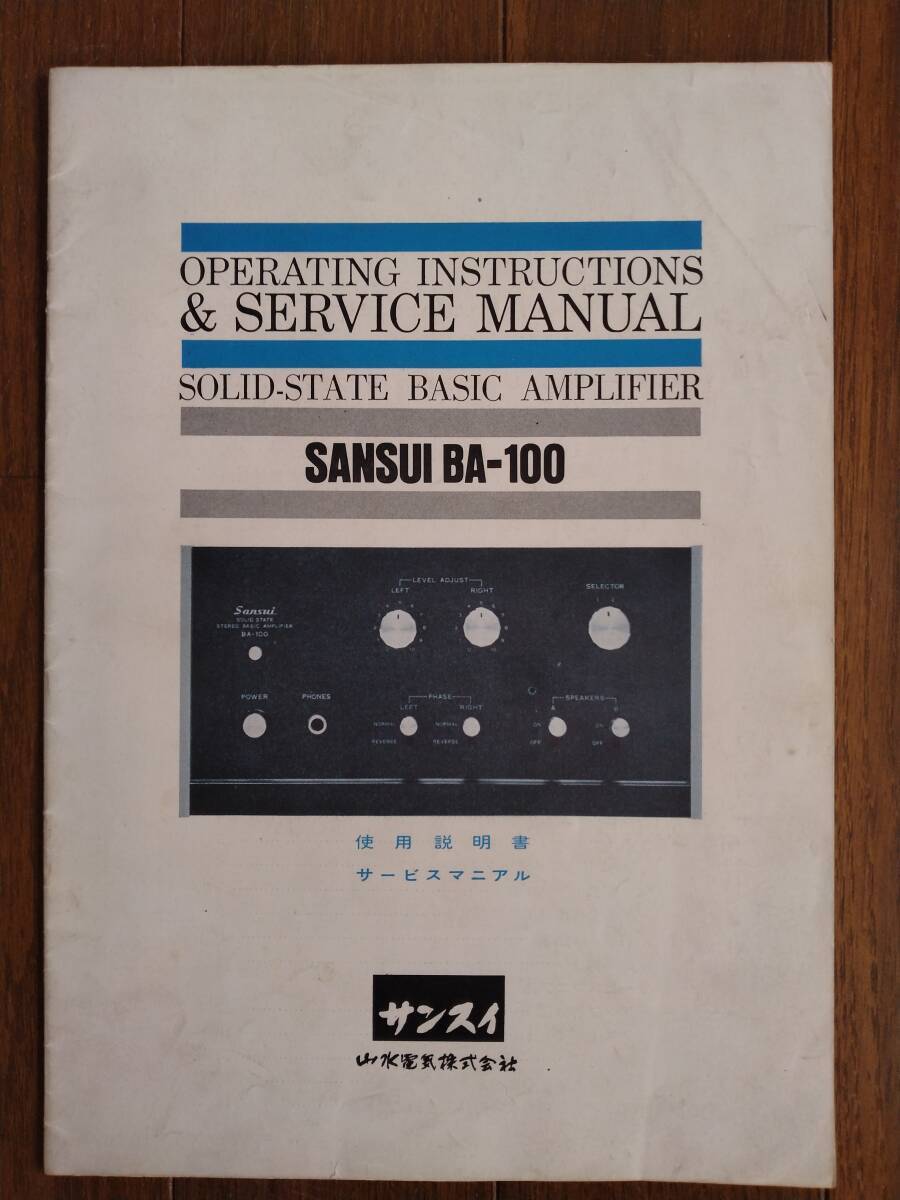 OPERATING INSTRUCTIONS
& SERVICE MANUAL
SOLID-STATE BASIC AMPLIFIER
SANSUI BA-100
LEVEL ADJUST
LEFT RIGHT
SELECTOR
1 2
Sansui
SOLID STATE
STEREO BASIC AMPLIFIER
BA-100
POWER PHONES
PHASE
LEFT RIGHT
NORMAL NORMAL
REVERSE REVERSE
SPEAKERS
A B
ON ON
OFF OFF
使用説明書
サービスマニアル
サンスイ
山水電気株式会社